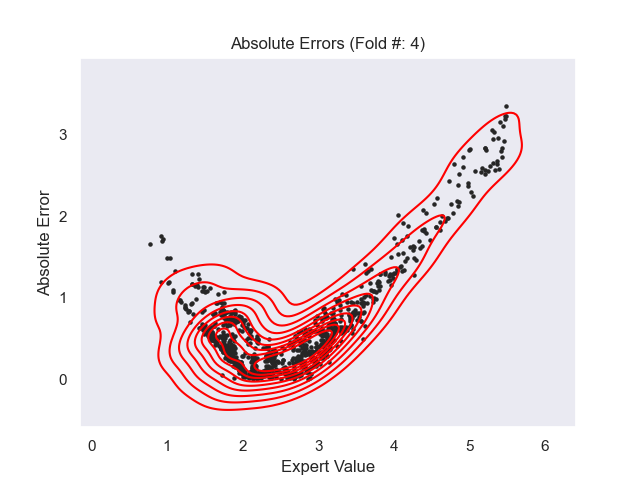 Absolute Errors (Fold #: 4)
3
2
1
0
Absolute Error
0 1 2 3 4 5 6
Expert Value